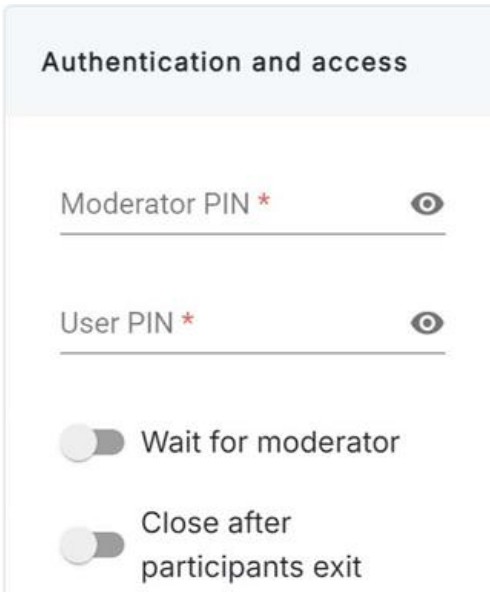 Authentication and access
Moderator PIN *
User PIN *
Wait for moderator
Close after
participants exit